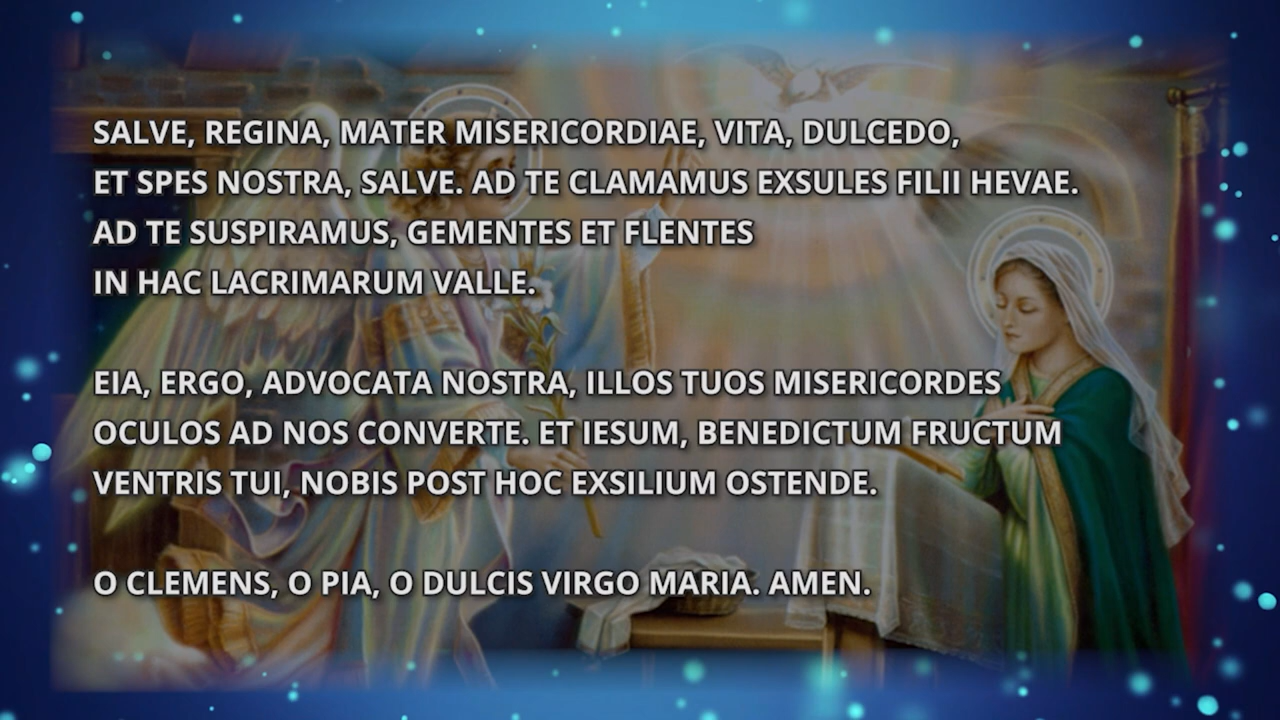 SALVE, REGINA, MATER MISERICORDIAE, VITA, DULCEDO,
ET SPES NOSTRA, SALVE. AD TE CLAMAMUS EXSULES FILII HEVAE.
AD TE SUSPIRAMUS, GEMENTES ET FLENTES
IN HAC LACRIMARUM VALLE.
EIA, ERGO, ADVOCATA NOSTRA, ILLOS TUOS MISERICORDES
OCULOS AD NOS CONVERTE. ET IESUM, BENEDICTUM FRUCTUM
VENTRIS TUI, NOBIS POST HOC EXSILIUM OSTENDE.
O CLEMENS, O PIA, O DULCIS VIRGO MARIA. AMEN.